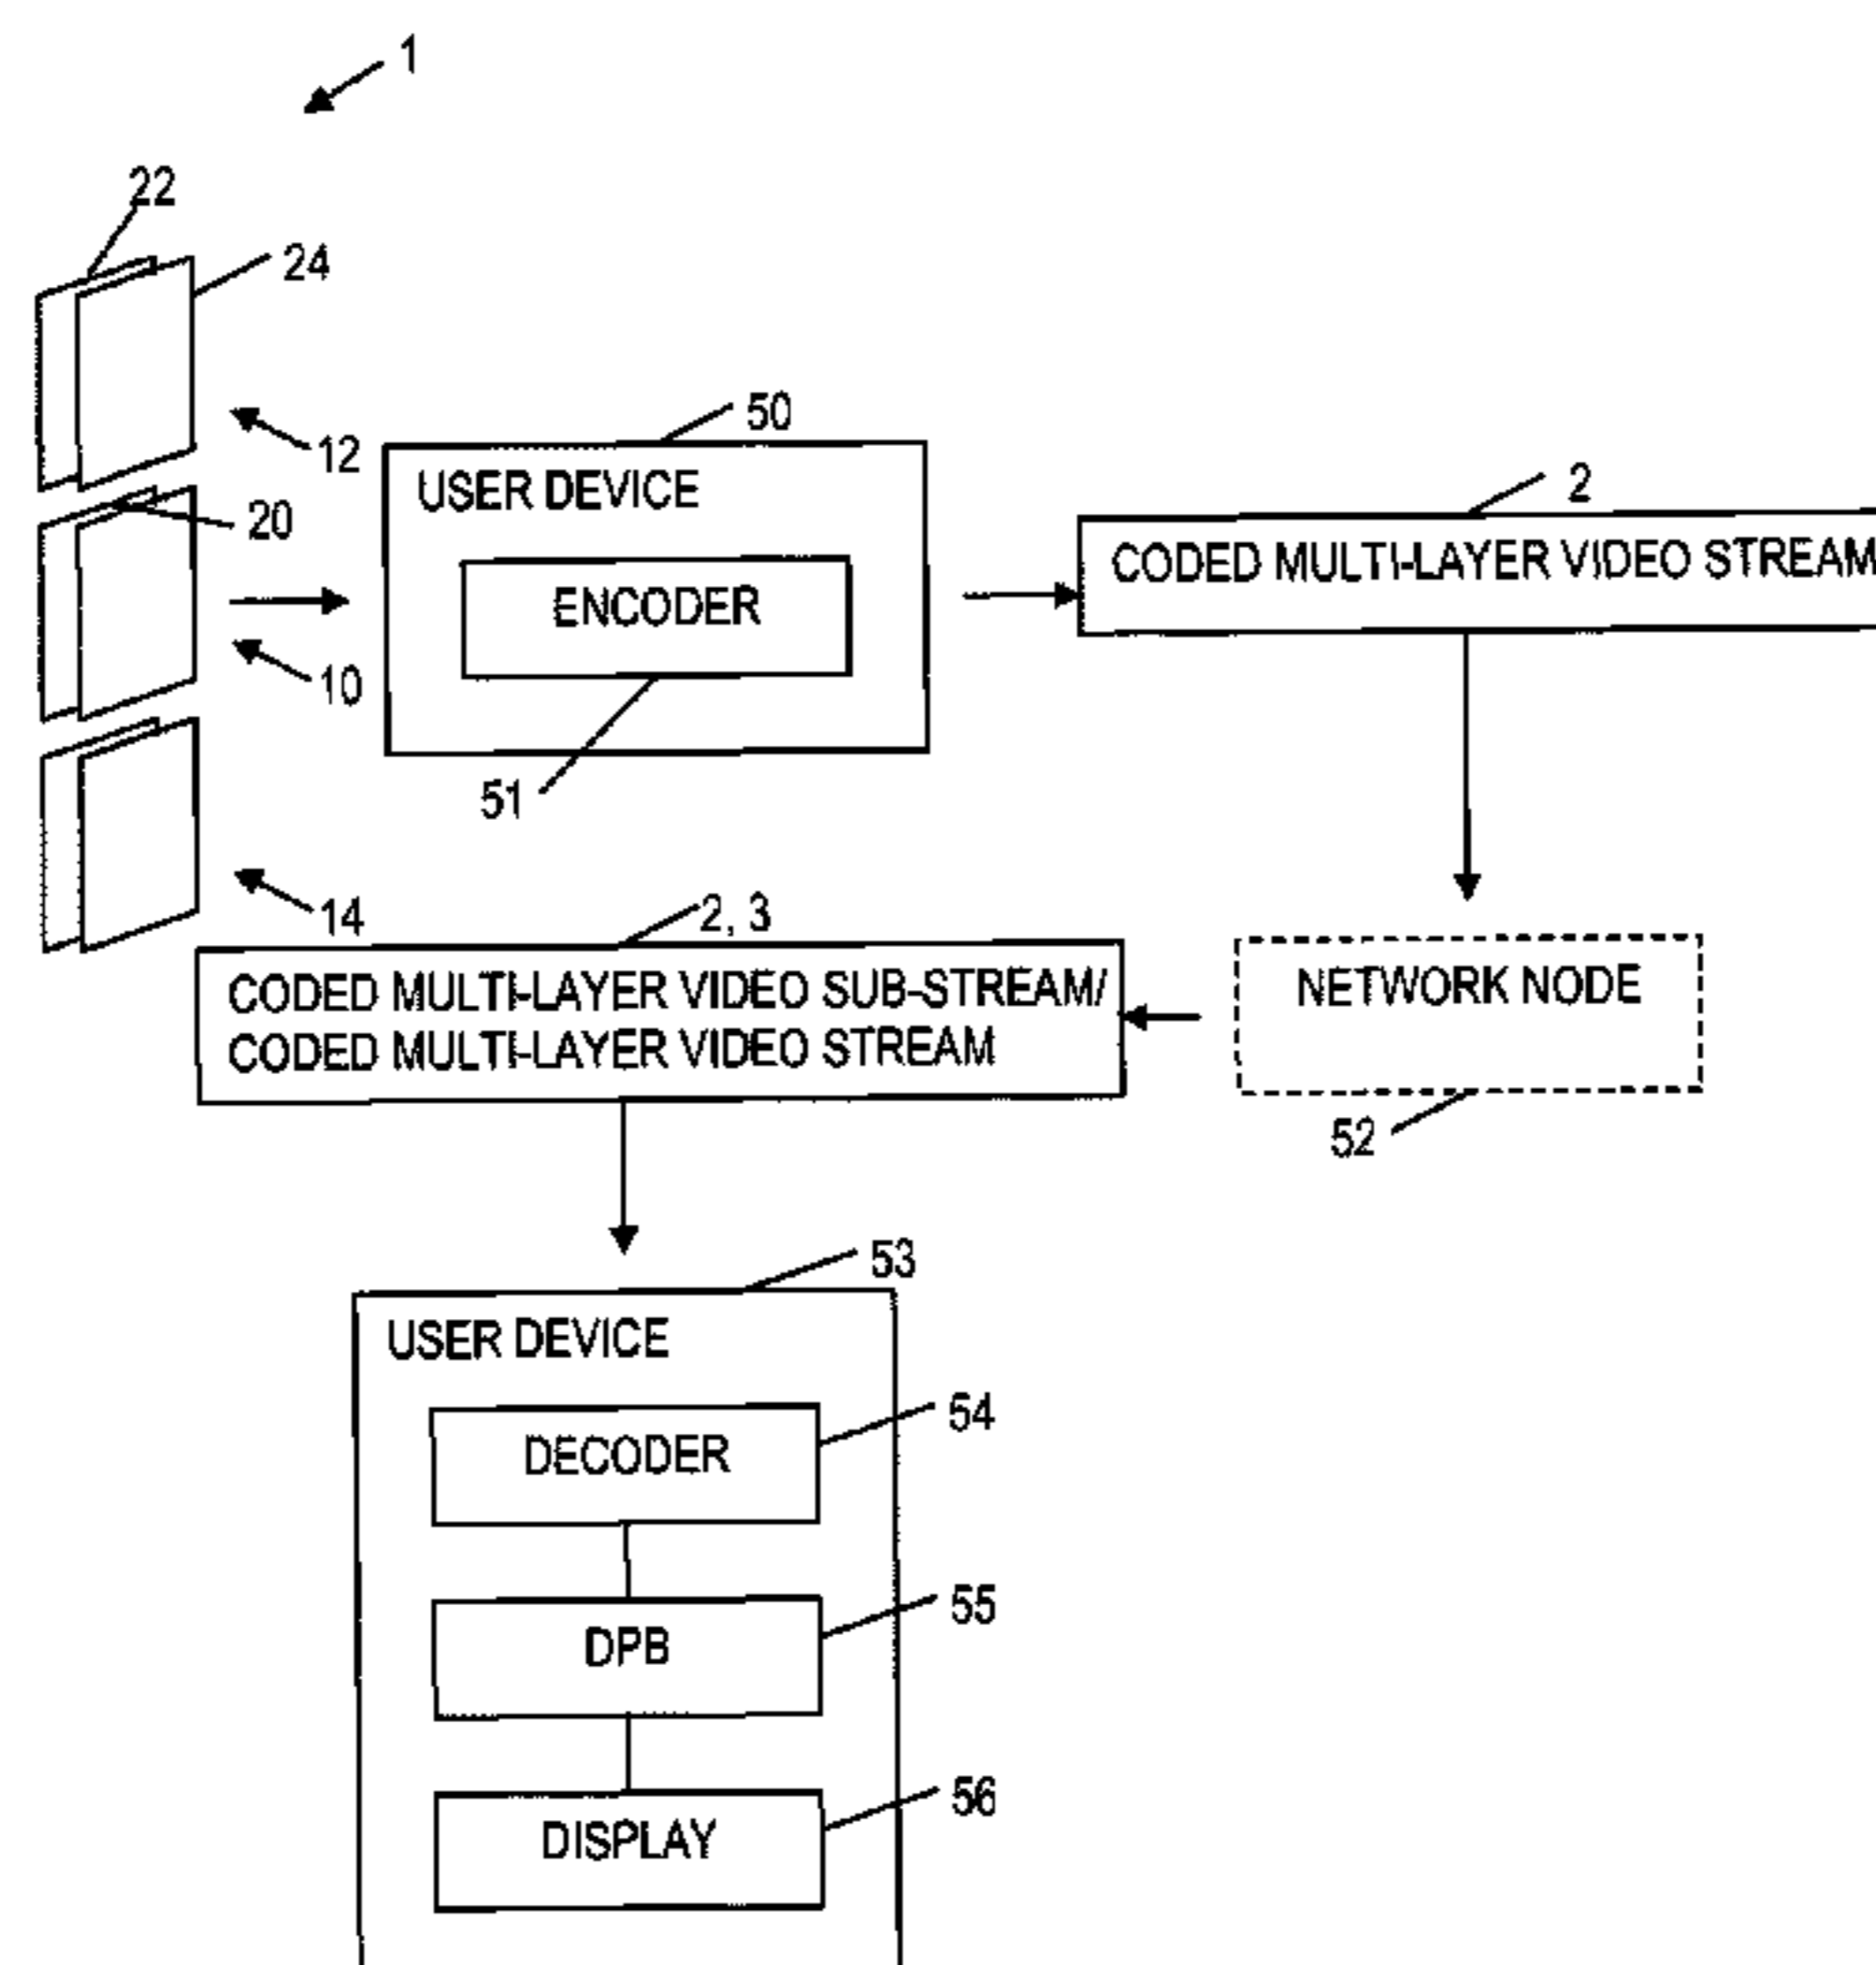 1
22
24
12
20
10
14
50
USER DEVICE
ENCODER
51
2
CODED MULTI-LAYER VIDEO STREAM
2, 3
CODED MULTI-LAYER VIDEO SUB-STREAM/
CODED MULTI-LAYER VIDEO STREAM
NETWORK NODE
52
53
USER DEVICE
54
DECODER
55
DPB
56
DISPLAY